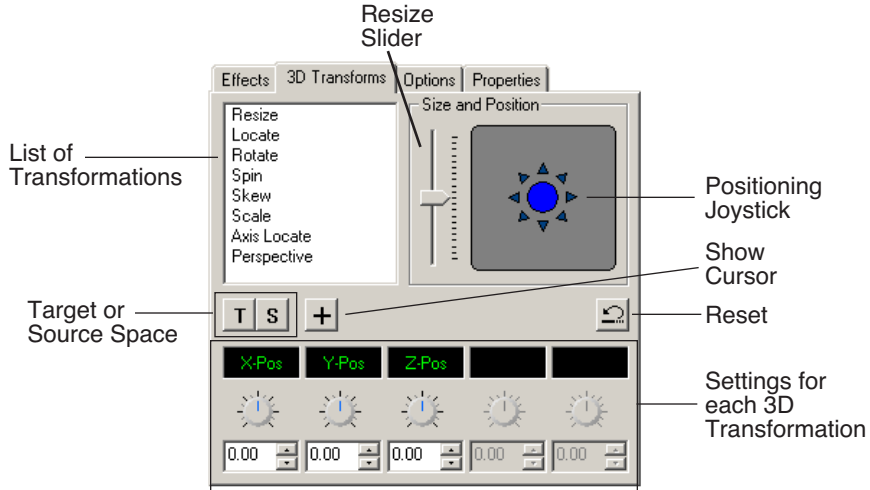 Resize
Slider
Effects 3D Transforms Options Properties
Resize
Locate
Rotate
Spin
Skew
Scale
Axis Locate
Perspective
Size and Position
List of
Transformations
Positioning
Joystick
Show
Cursor
Target or
Source Space
T S +
Reset
X-Pos Y-Pos Z-Pos
Settings for
each 3D
Transformation
0.00 0.00 0.00 0.00 0.00